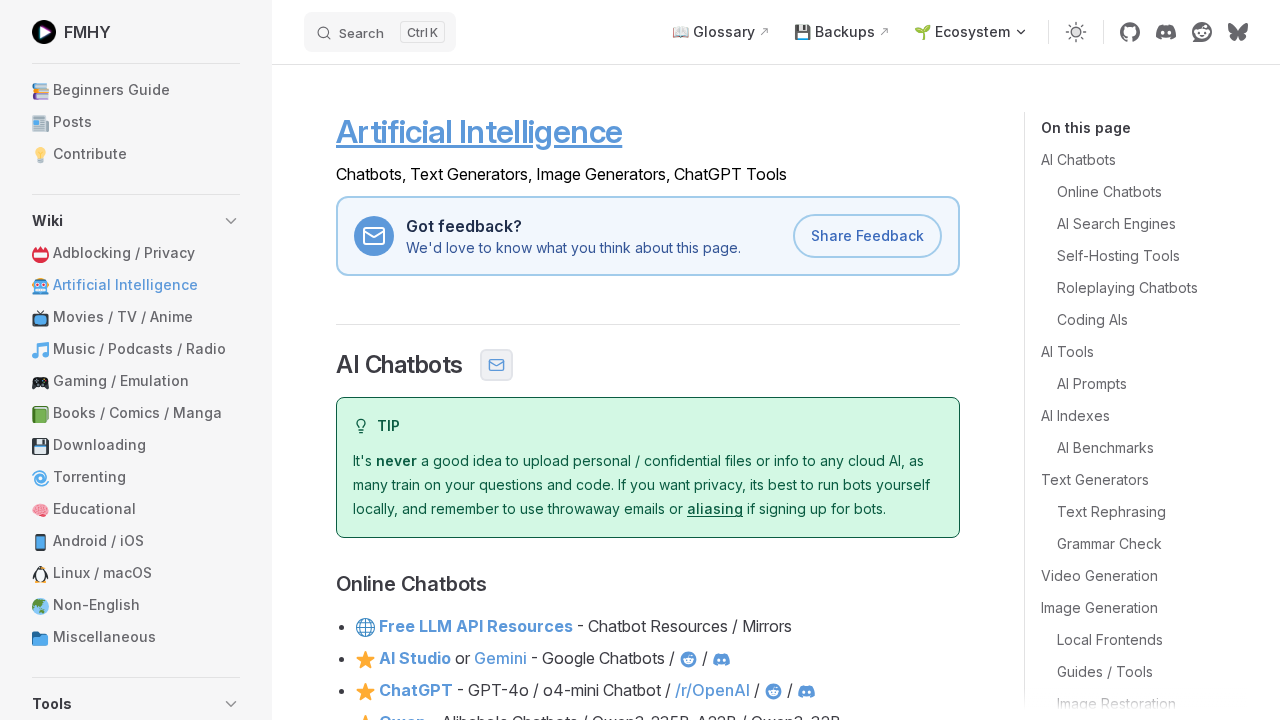 FMHY
Beginners Guide
Posts
Contribute
Wiki
Adblocking / Privacy
Artificial Intelligence
Movies / TV / Anime
Music / Podcasts / Radio
Gaming / Emulation
Books / Comics / Manga
Downloading
Torrenting
Educational
Android / iOS
Linux / macOS
Non-English
Miscellaneous
Tools
Search Ctrl K
📖 Glossary
💾 Backups
🌱 Ecosystem
Artificial Intelligence
Chatbots, Text Generators, Image Generators, ChatGPT Tools
Got feedback?
We'd love to know what you think about this page.
Share Feedback
AI Chatbots
TIP
It's never a good idea to upload personal / confidential files or info to any cloud AI, as
many train on your questions and code. If you want privacy, its best to run bots yourself
locally, and remember to use throwaway emails or aliasing if signing up for bots.
Online Chatbots
• 🌐 Free LLM API Resources - Chatbot Resources / Mirrors
• ⭐ AI Studio or Gemini - Google Chatbots / /
• ⭐ ChatGPT - GPT-4o / o4-mini Chatbot / /r/OpenAI / /
• ⭐ Qwen - Alibaba's Chatbots / Qwen3-235B-A22B / Qwen3-32B
On this page
AI Chatbots
Online Chatbots
AI Search Engines
Self-Hosting Tools
Roleplaying Chatbots
Coding AIs
AI Tools
AI Prompts
AI Indexes
AI Benchmarks
Text Generators
Text Rephrasing
Grammar Check
Video Generation
Image Generation
Local Frontends
Guides / Tools
Image Restoration